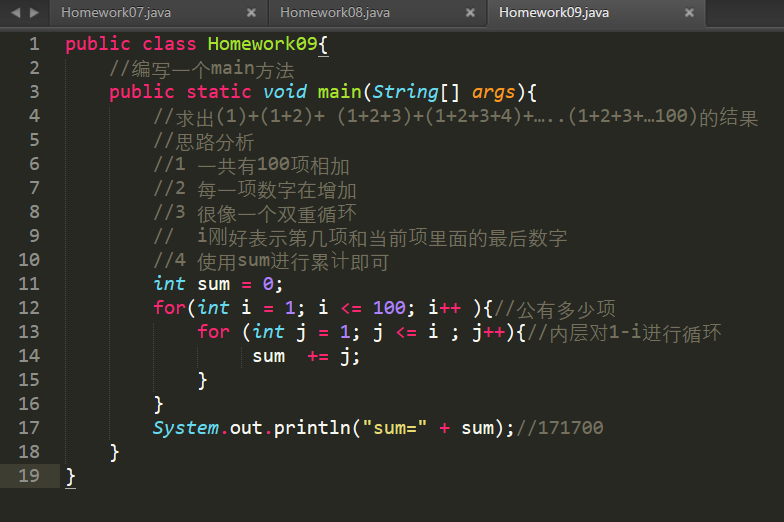 Homework07.java × Homework08.java × Homework09.java ×
1 public class Homework09{
2 //编写一个main方法
3 public static void main(String[] args){
4 //求出(1)+(1+2)+ (1+2+3)+(1+2+3+4)+…..(1+2+3+…100)的结果
5 //思路分析
6 //1 一共有100项相加
7 //2 每一项数字在增加
8 //3 很像一个双重循环
9 //  i刚好表示第几项和当前项里面的最后数字
10 //4 使用sum进行累计即可
11 int sum = 0;
12 for(int i = 1; i <= 100; i++ ){//公有多少项
13 for (int j = 1; j <= i ; j++){//内层对1-i进行循环
14 sum  += j;
15 }
16 }
17 System.out.println("sum=" + sum);//171700
18 }
19 }